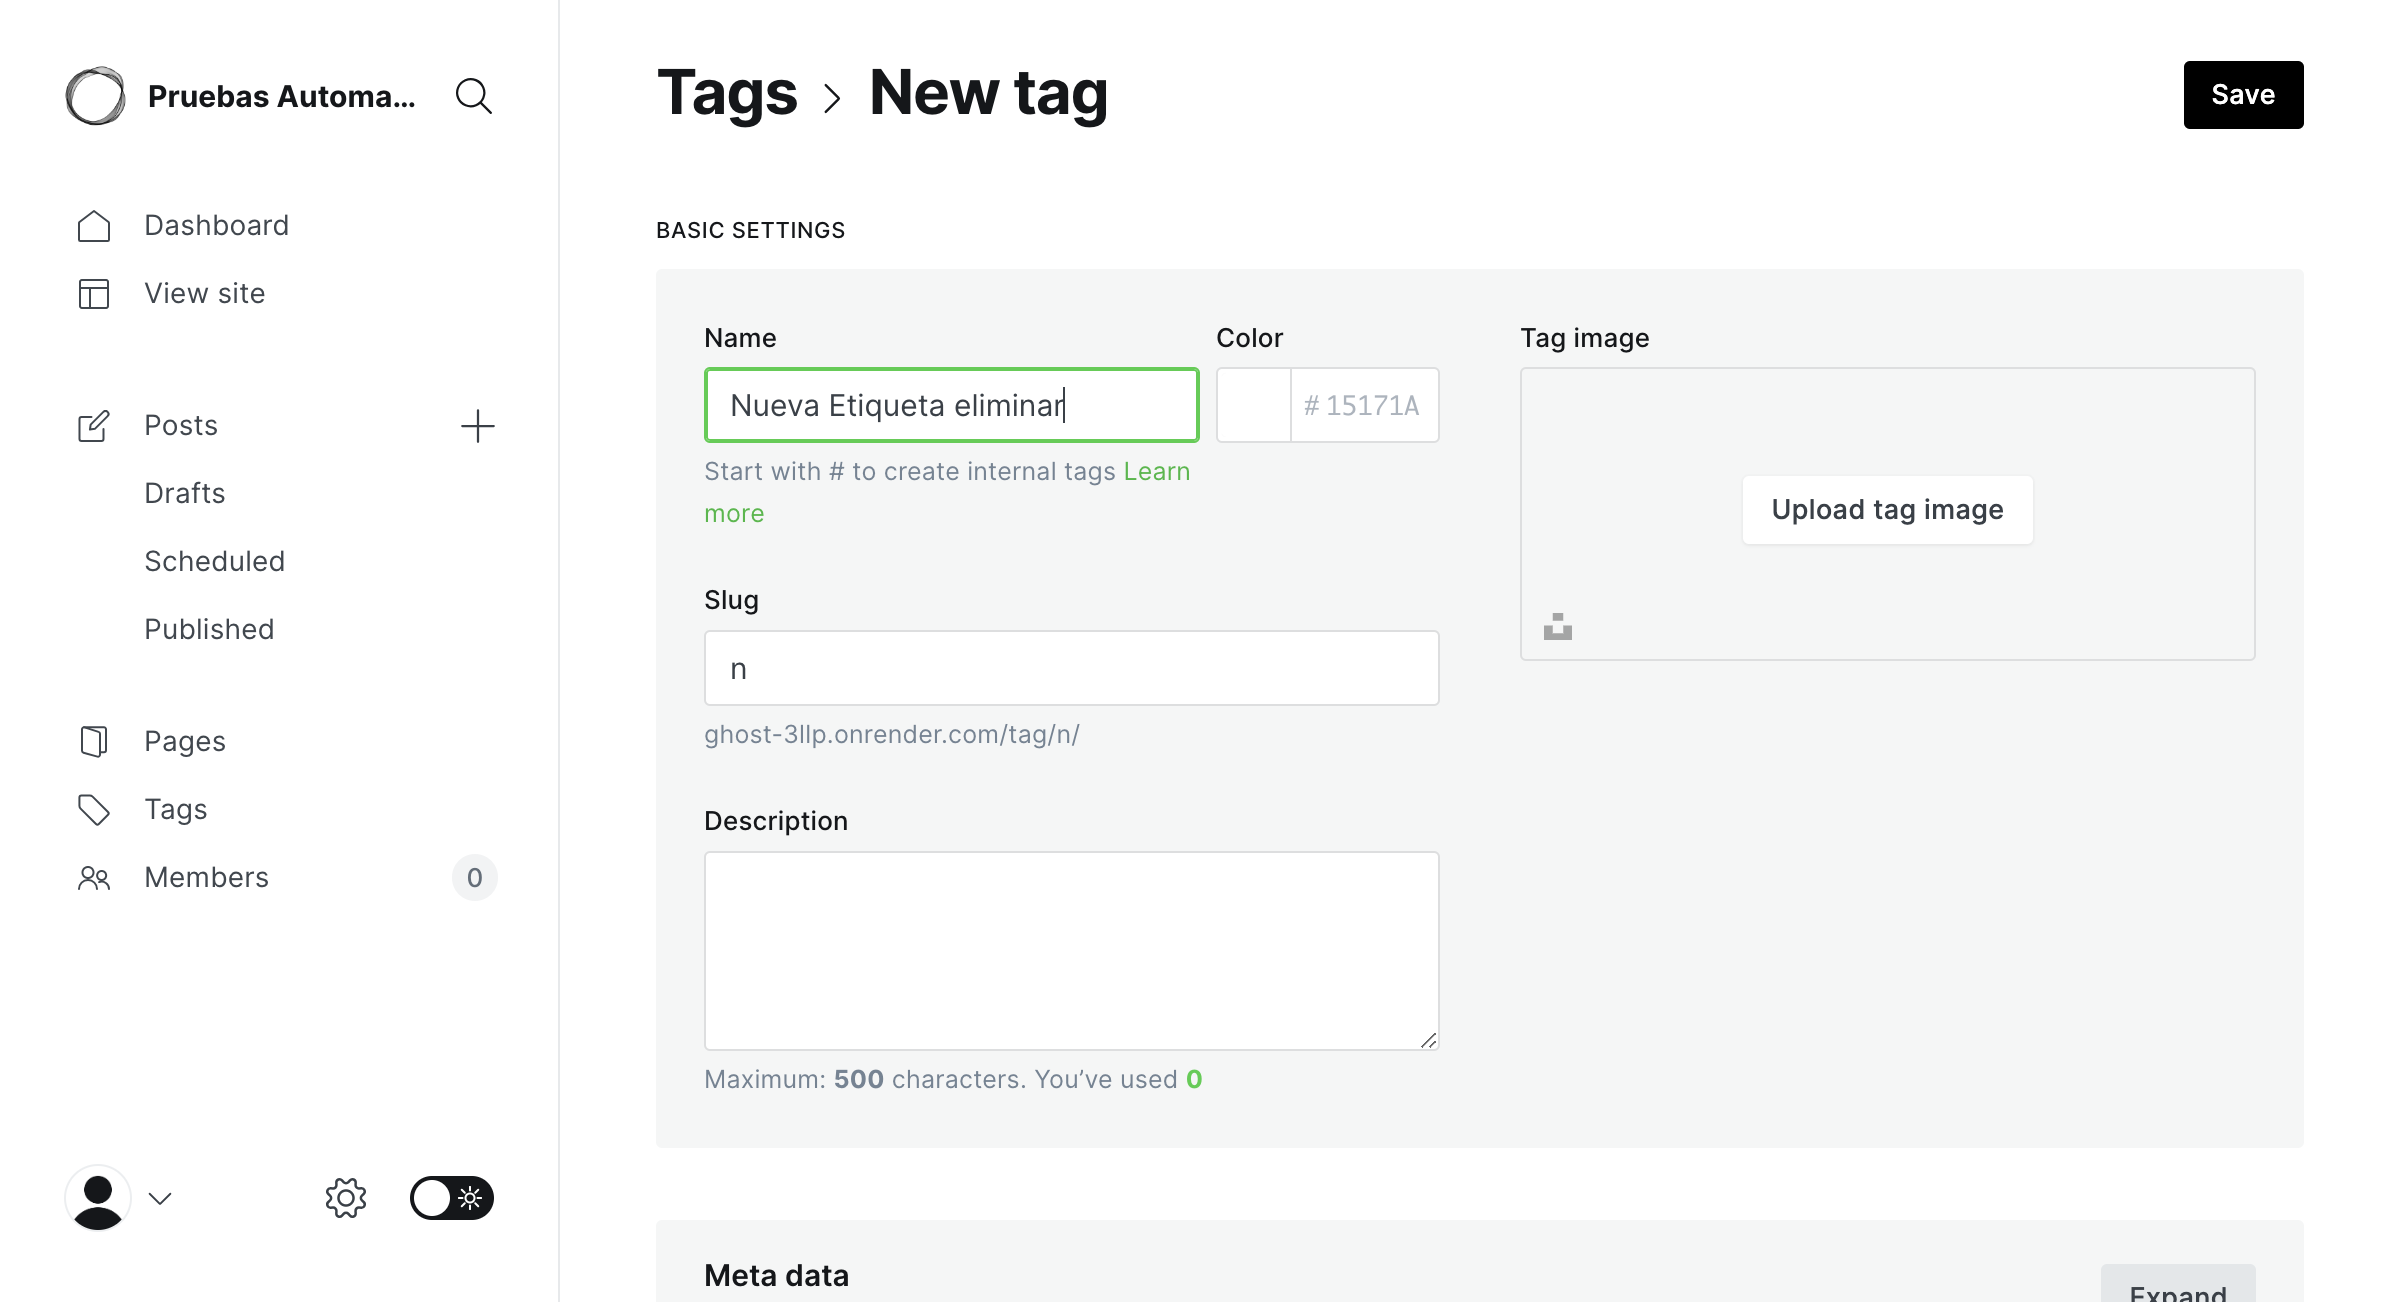 Pruebas Automa...
Dashboard
View site
Posts
Drafts
Scheduled
Published
Pages
Tags
Members
0
Tags
New tag
Save
BASIC SETTINGS
Name
Nueva Etiqueta eliminar
Start with # to create internal tags Learn
more
Color
# 15171A
Slug
n
ghost-3llp.onrender.com/tag/n/
Description
Maximum: 500 characters. You’ve used 0
Tag image
Upload tag image
Meta data
Expand